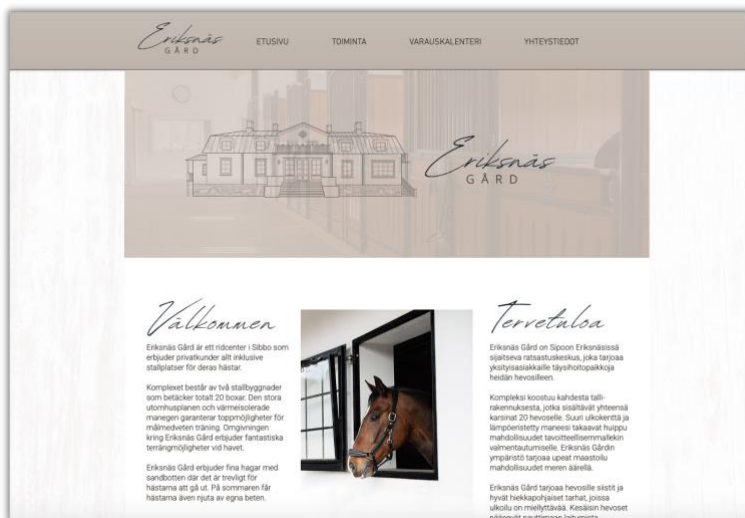 Eriksnäs
GÅRD
ETUSIVU
TOIMINTA
VARAUSKALENTERI
YHTEYSTIEDOT
Eriksnäs
GÅRD
Välkommen
Eriksnäs Gård är ett ridcenter i Sibbo som
erbjuder privatkunder allt inklusive
stallplatser för deras hästar.
Komplexet består av två stallbyggnader
som betäcker totalt 20 boxar. Den stora
utomhusplanen och värmeisolerade
manegen garanterar toppmöjligheter för
målmedveten träning. Omgivningen
kring Eriksnäs Gård erbjuder fantastiska
terrängmöjligheter vid havet.
Eriksnäs Gård erbjuder fina hagar med
sandbotten där det är trevligt för
hästarna att gå ut. På sommaren får
hästarna även njuta av egna beten.
Tervetuloa
Eriksnäs Gård on Sipoon Eriksnäsissä
sijaitseva ratsastuskeskus, joka tarjoaa
yksityisasiakkaille täysihoitopaikkoja
heidän hevosilleen.
Kompleksi koostuu kahdesta talli-
rakennuksesta, jotka sisältävät yhteensä
karsinat 20 hevoselle. Suuri ulkokenttä ja
lämpöeristetty maneesi takaavat huippu
mahdollisuudet tavoitteellisemmallekin
valmentautumiselle. Eriksnäs Gårdin
ympäristö tarjoaa upeat maastoilu
mahdollisuudet meren äärellä.
Eriksnäs Gård tarjoaa hevosille siistit ja
hyvät hiekkapohjaiset tarhat, joissa
ulkoilu on miellyttävää. Kesäisin hevoset
pääsevät nauttimaan laitumista